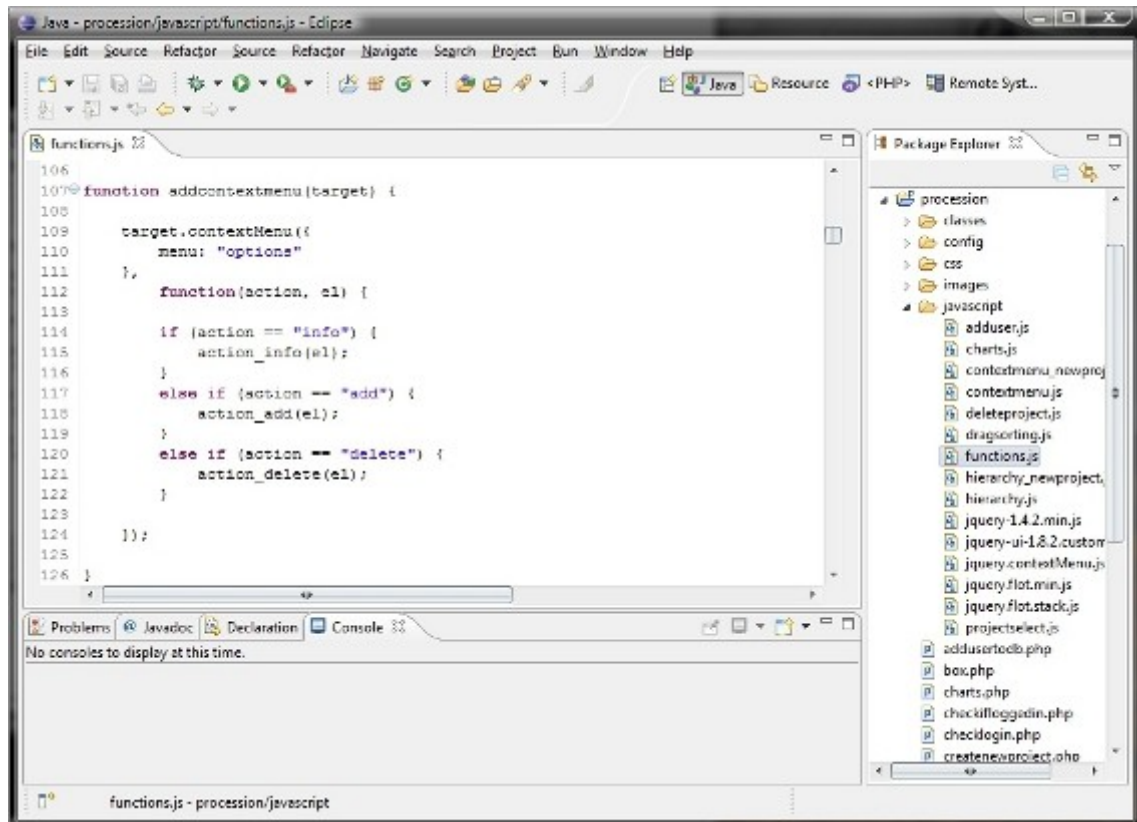 Java - procession/javascript/functions.js - Eclipse
File Edit Source Refactor Source Refactor Navigate Search Project Run Window Help
Java Resource <PHP> Remote Syst...
functions.js
106
107 function addcontextmenu(target) {
108
109 target.contextMenu({
110 menu: "options"
111 },
112 function(action, el) {
113
114 if (action == "info") {
115 action_info(el);
116 }
117 else if (action == "add") {
118 action_add(el);
119 }
120 else if (action == "delete") {
121 action_delete(el);
122 }
123
124 });
125
126 }
Problems Javadoc Declaration Console
No consoles to display at this time.
Package Explorer
procession
classes
config
css
images
javascript
adduser.js
charts.js
contextmenu_newproj
contextmenu.js
deleteproject.js
dragsorting.js
functions.js
hierarchy_newproject.
hierarchy.js
jquery-1.4.2.min.js
jquery-ui-1.8.2.custom
jquery.contextMenu.js
jquery.flot.min.js
jquery.flot.stack.js
projectselect.js
addusertodb.php
box.php
charts.php
checkifloggedin.php
checklogin.php
createnewproject.php
functions.js - procession/javascript